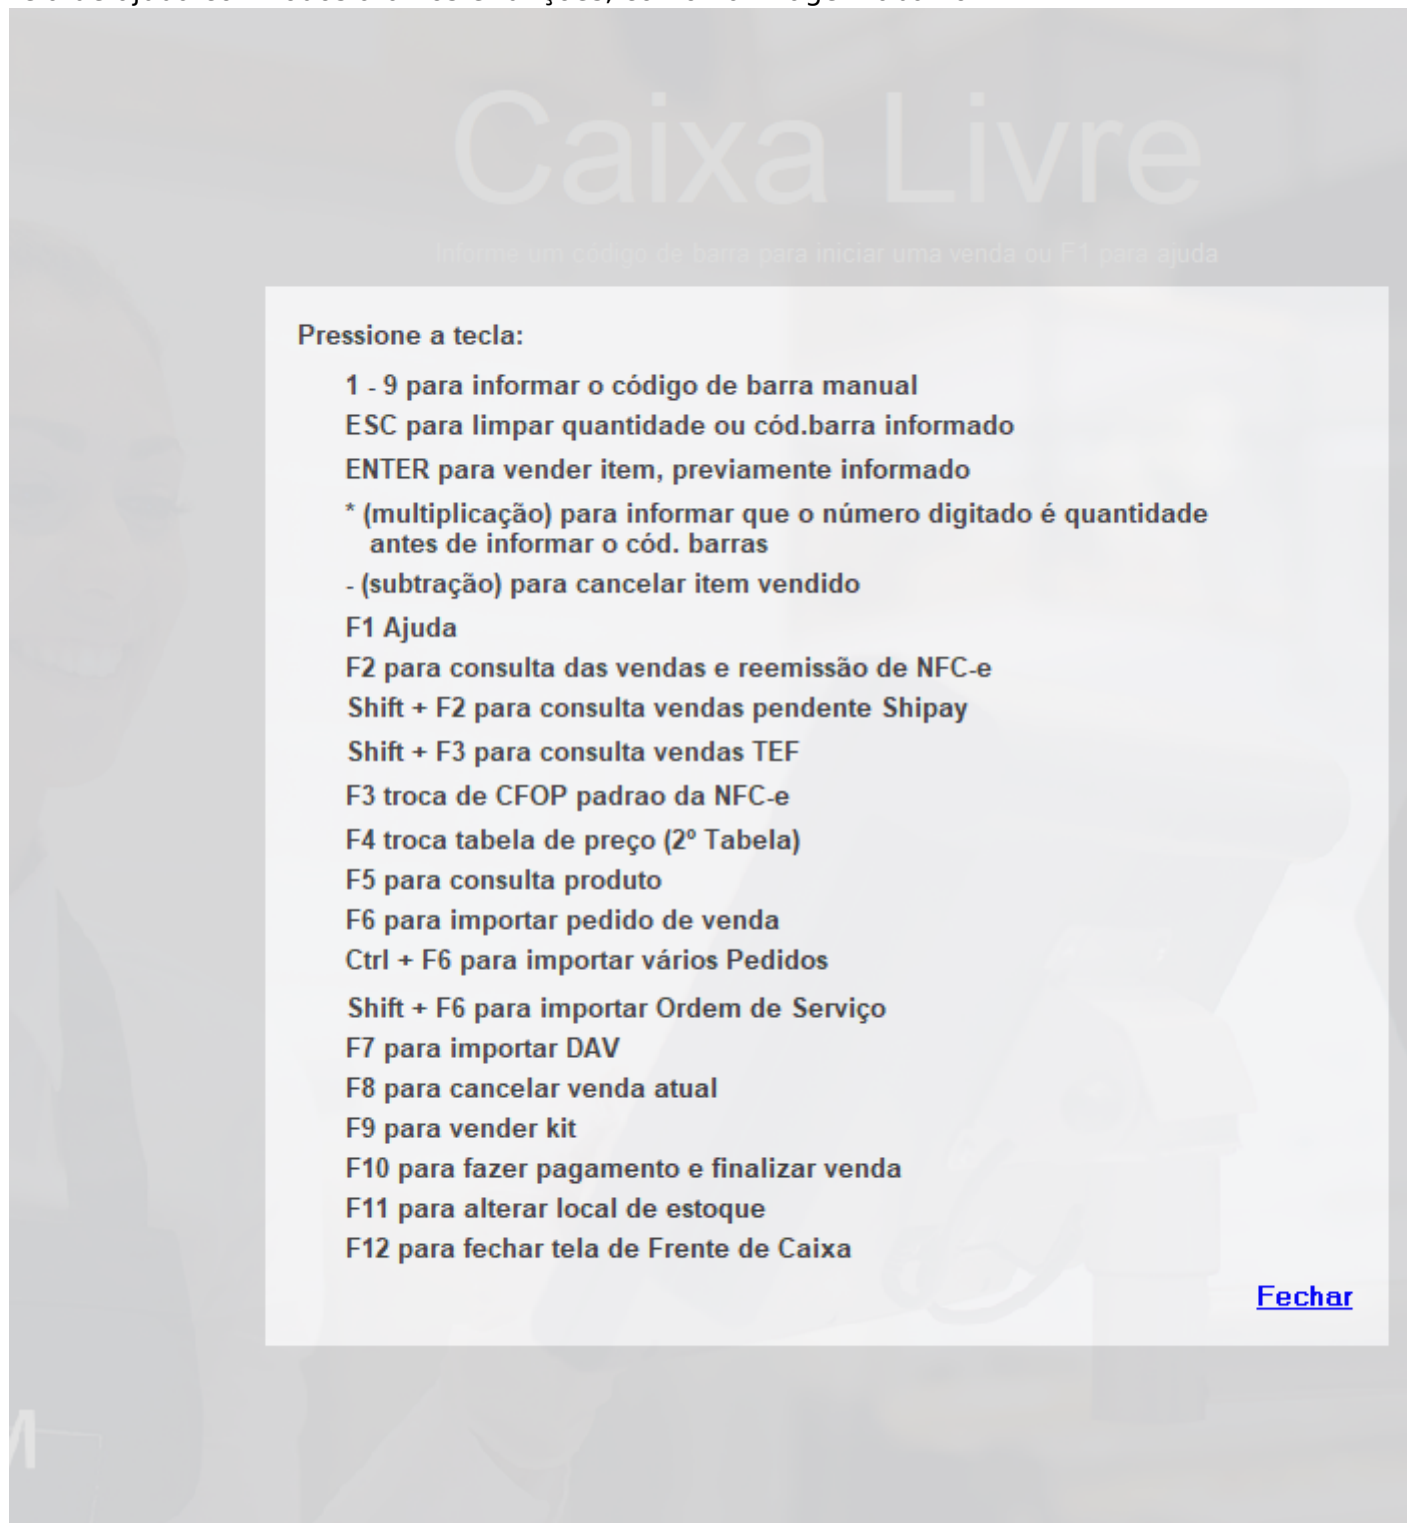 Caixa Livre
Informe um código de barra para iniciar uma venda ou F1 para ajuda
Pressione a tecla:
1 - 9 para informar o código de barra manual
ESC para limpar quantidade ou cód.barra informado
ENTER para vender item, previamente informado
* (multiplicação) para informar que o número digitado é quantidade
antes de informar o cód. barras
- (subtração) para cancelar item vendido
F1 Ajuda
F2 para consulta das vendas e reemissão de NFC-e
Shift + F2 para consulta vendas pendente Shipay
Shift + F3 para consulta vendas TEF
F3 troca de CFOP padrao da NFC-e
F4 troca tabela de preço (2º Tabela)
F5 para consulta produto
F6 para importar pedido de venda
Ctrl + F6 para importar vários Pedidos
Shift + F6 para importar Ordem de Serviço
F7 para importar DAV
F8 para cancelar venda atual
F9 para vender kit
F10 para fazer pagamento e finalizar venda
F11 para alterar local de estoque
F12 para fechar tela de Frente de Caixa
Fechar
M